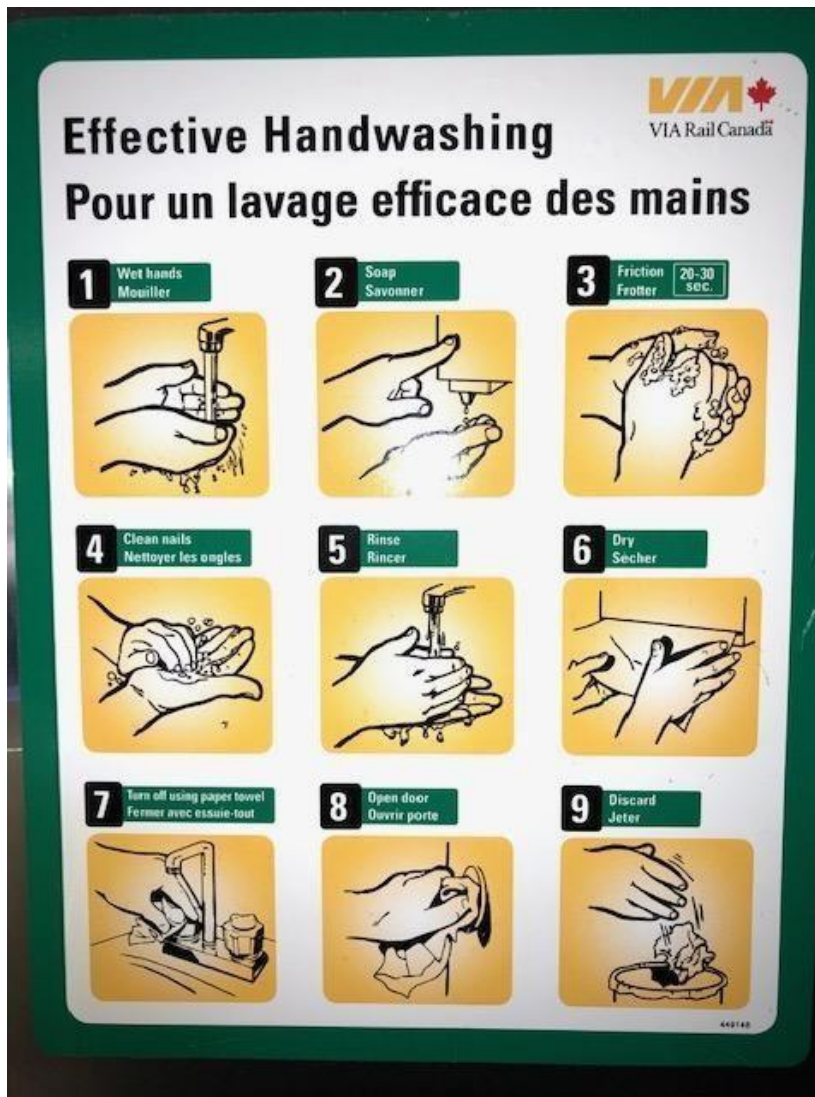 VIA
VIA Rail Canada
Effective Handwashing
Pour un lavage efficace des mains
1
Wet hands
Mouiller
2
Soap
Savonner
3
Friction
Frotter
20-30
sec.
4
Clean nails
Nettoyer les ongles
5
Rinse
Rincer
6
Dry
Sécher
7
Turn off using paper towel
Fermer avec essuie-tout
8
Open door
Ouvrir porte
9
Discard
Jeter